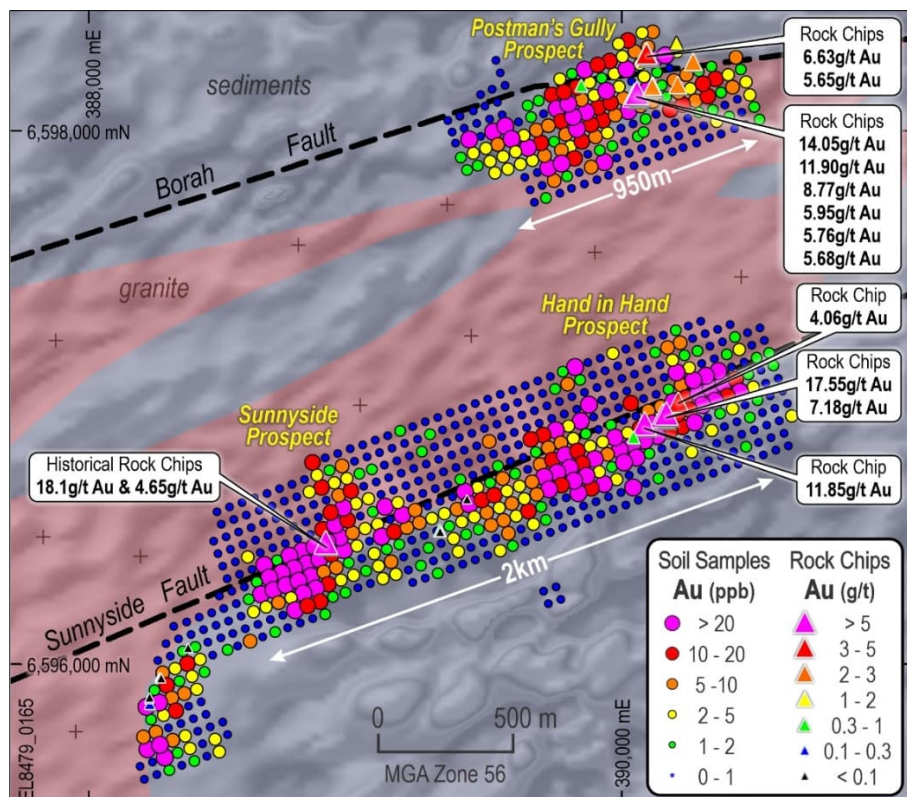 388,000 mE
sediments
Postman's Gully
Prospect
Rock Chips
6.63g/t Au
5.65g/t Au
6,598,000 mN
Borah Fault
950m
Rock Chips
14.05g/t Au
11.90g/t Au
8.77g/t Au
5.95g/t Au
5.76g/t Au
5.68g/t Au
granite
Hand in Hand
Prospect
Rock Chip
4.06g/t Au
Rock Chips
17.55g/t Au
7.18g/t Au
Sunnyside
Prospect
Historical Rock Chips
18.1g/t Au & 4.65g/t Au
Rock Chip
11.85g/t Au
2km
Sunnyside Fault
6,596,000 mN
EL8479_0165
0 500 m
MGA Zone 56
390,000 mE
Soil Samples Rock Chips
Au (ppb) Au (g/t)
> 20 > 5
10 - 20 3 - 5
5 - 10 2 - 3
2 - 5 1 - 2
1 - 2 0.3 - 1
0 - 1 0.1 - 0.3
< 0.1